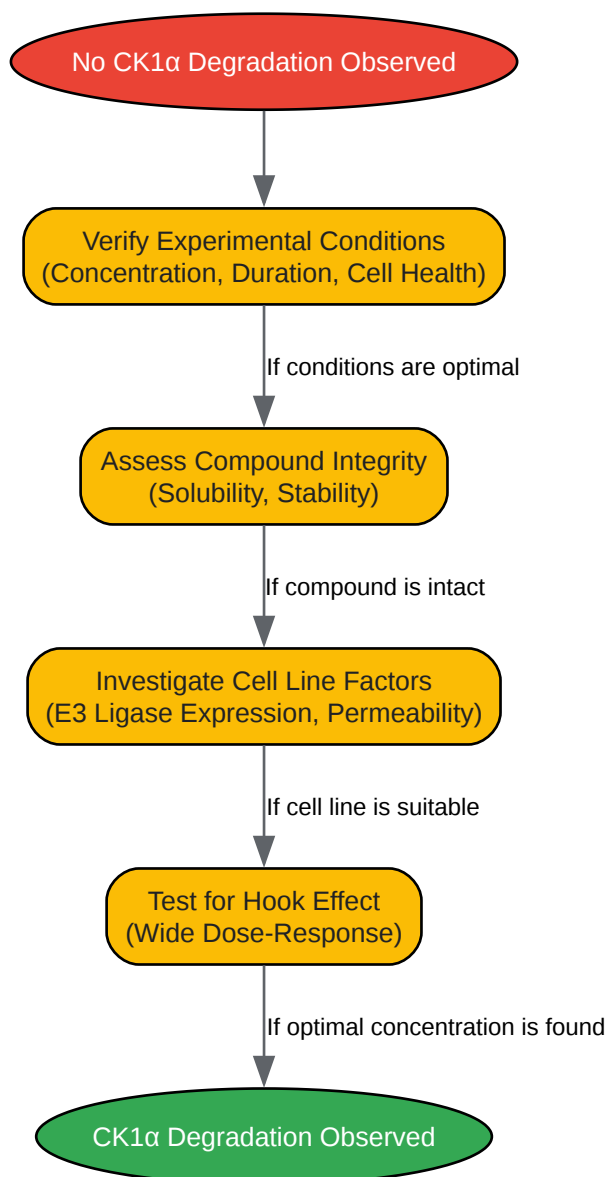 No CK1α Degradation Observed
Verify Experimental Conditions
(Concentration, Duration, Cell Health)
If conditions are optimal
Assess Compound Integrity
(Solubility, Stability)
If compound is intact
Investigate Cell Line Factors
(E3 Ligase Expression, Permeability)
If cell line is suitable
Test for Hook Effect
(Wide Dose-Response)
If optimal concentration is found
CK1α Degradation Observed